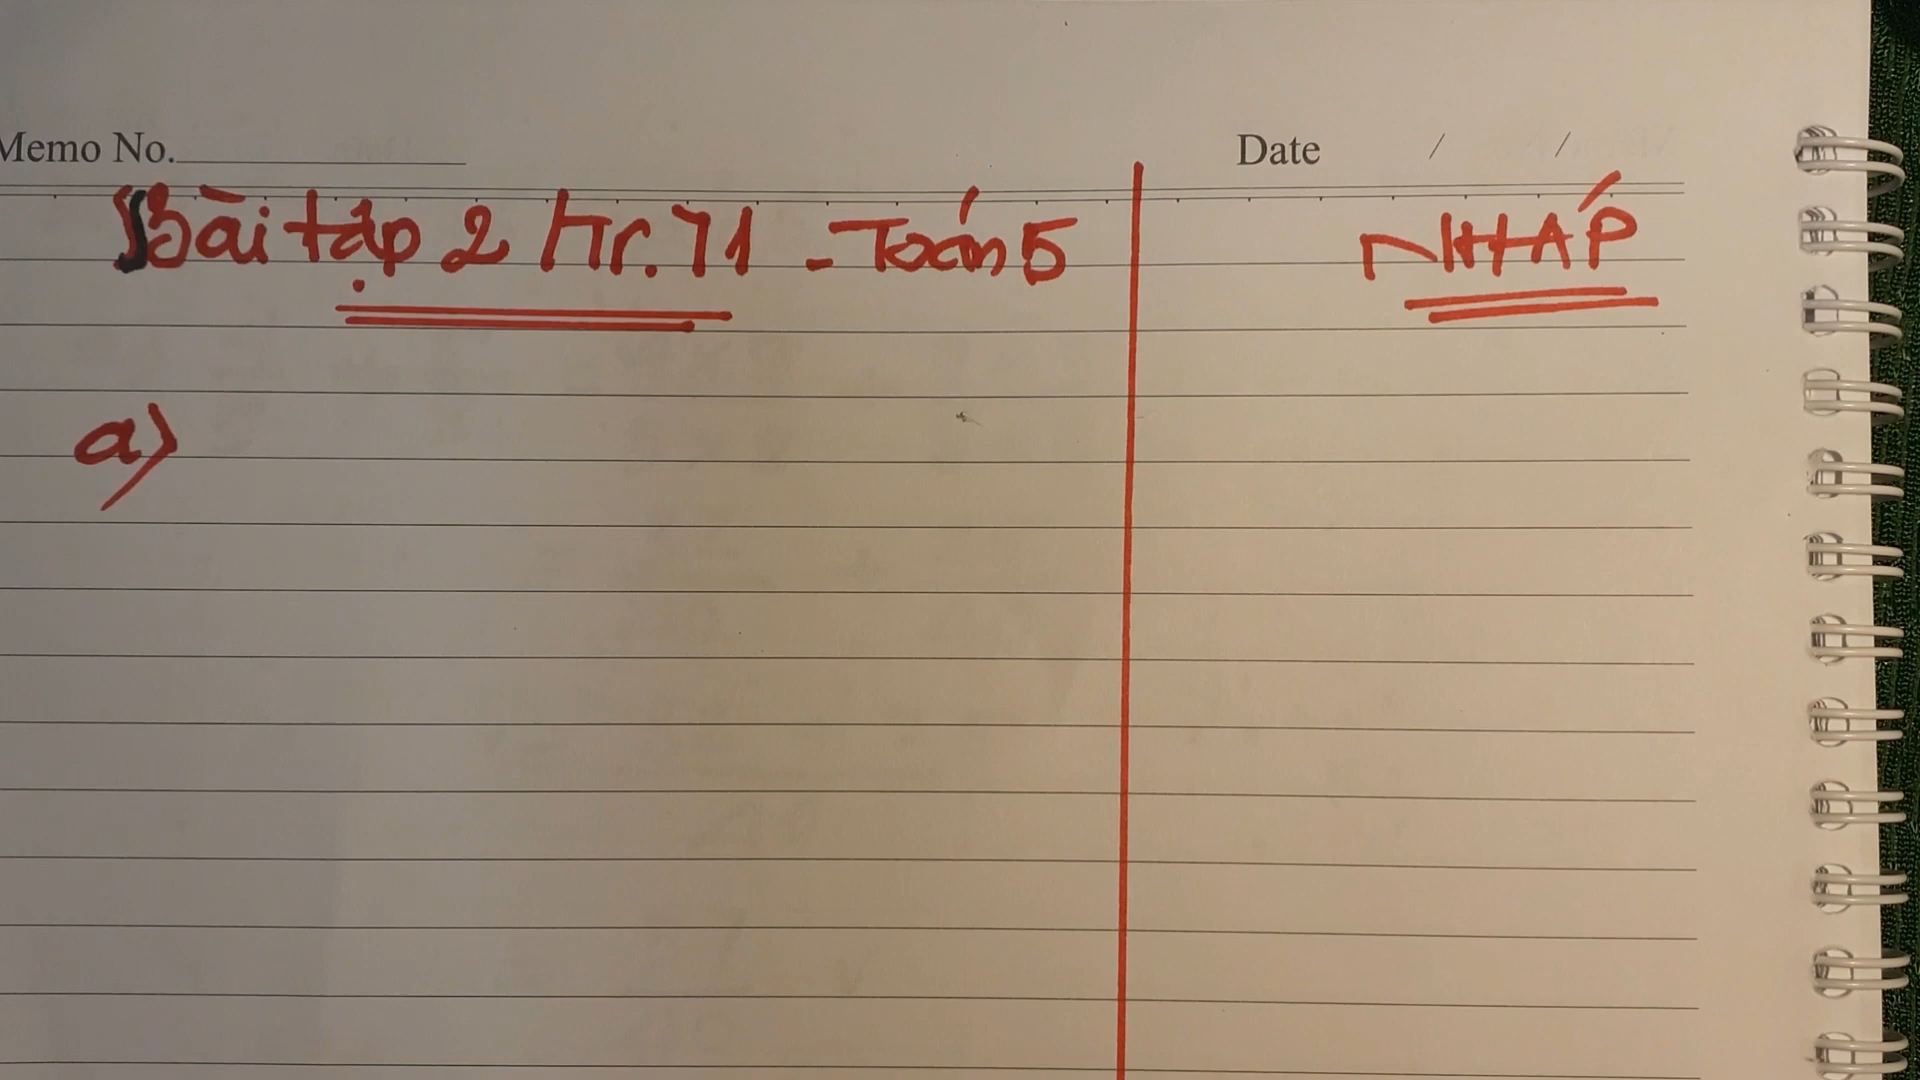 Memo No.
Date / /
Bài tập 2 /Tr.71 - Toán 5
NHÁP
a)